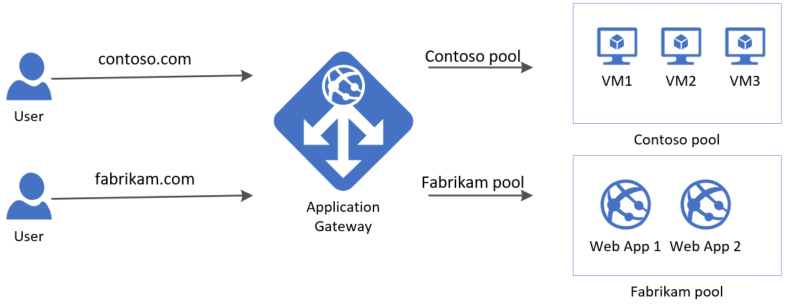 contoso.com
User
Contoso pool
VM1 VM2 VM3
Contoso pool
fabrikam.com
User
Application
Gateway
Fabrikam pool
Web App 1 Web App 2
Fabrikam pool